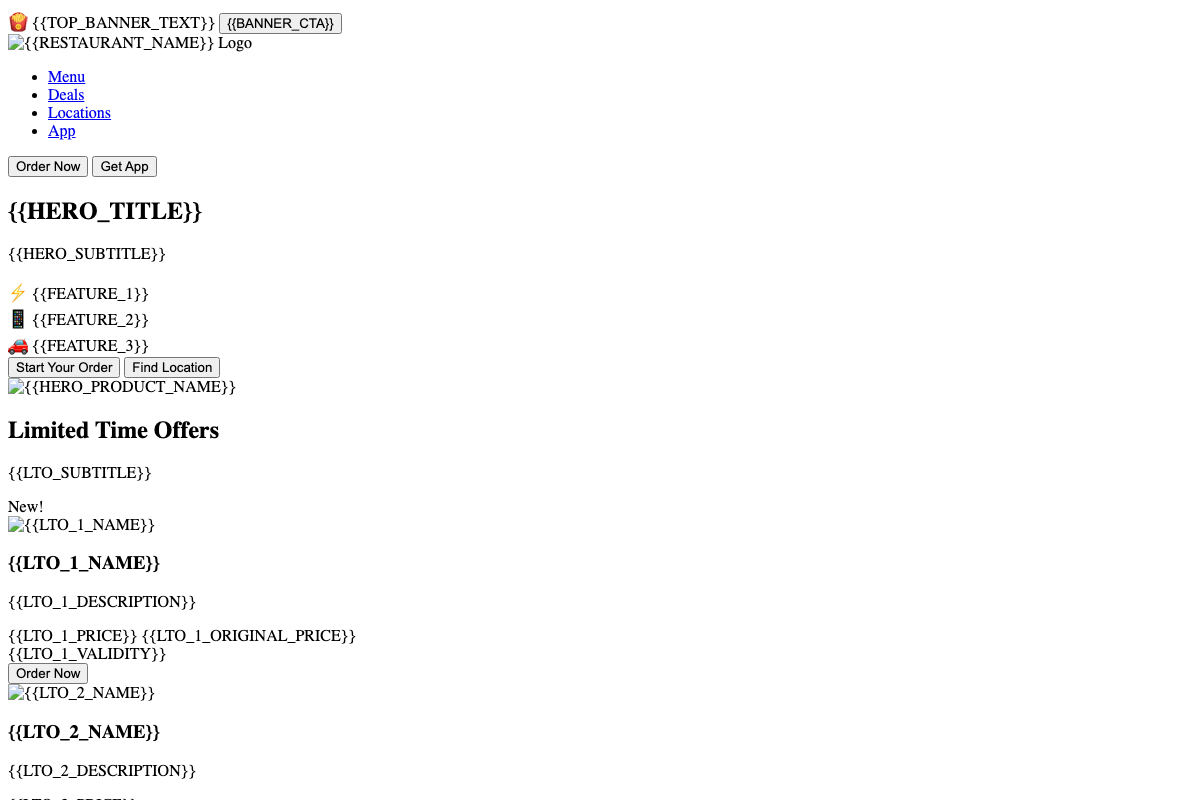 🍟 {{TOP_BANNER_TEXT}} {{BANNER_CTA}}
{{RESTAURANT_NAME}} Logo
Menu
Deals
Locations
App
Order Now Get App
{{HERO_TITLE}}
{{HERO_SUBTITLE}}
⚡ {{FEATURE_1}}
📱 {{FEATURE_2}}
🚗 {{FEATURE_3}}
Start Your Order Find Location
{{HERO_PRODUCT_NAME}}
Limited Time Offers
{{LTO_SUBTITLE}}
New!
{{LTO_1_NAME}}
{{LTO_1_NAME}}
{{LTO_1_DESCRIPTION}}
{{LTO_1_PRICE}} {{LTO_1_ORIGINAL_PRICE}}
{{LTO_1_VALIDITY}}
Order Now
{{LTO_2_NAME}}
{{LTO_2_NAME}}
{{LTO_2_DESCRIPTION}}